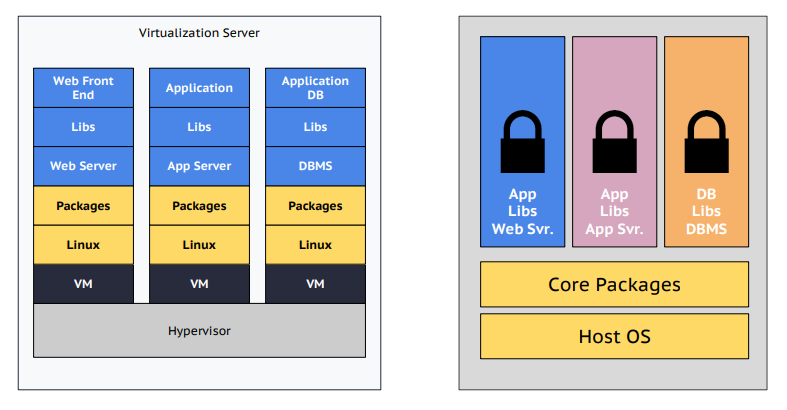 Virtualization Server
Web Front
End
Application
Application
DB
Libs
Libs
Libs
Web Server
App Server
DBMS
Packages
Packages
Packages
Linux
Linux
Linux
VM
VM
VM
Hypervisor
App
Libs
Web Svr.
App
Libs
App Svr.
DB
Libs
DBMS
Core Packages
Host OS